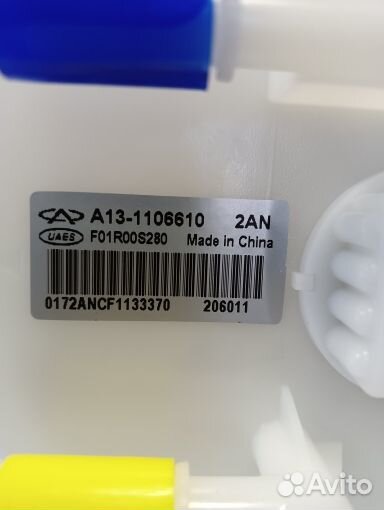 A13-1106610 2AN
UAES F01R00S280 Made in China
0172ANCF1133370 206011
Avito